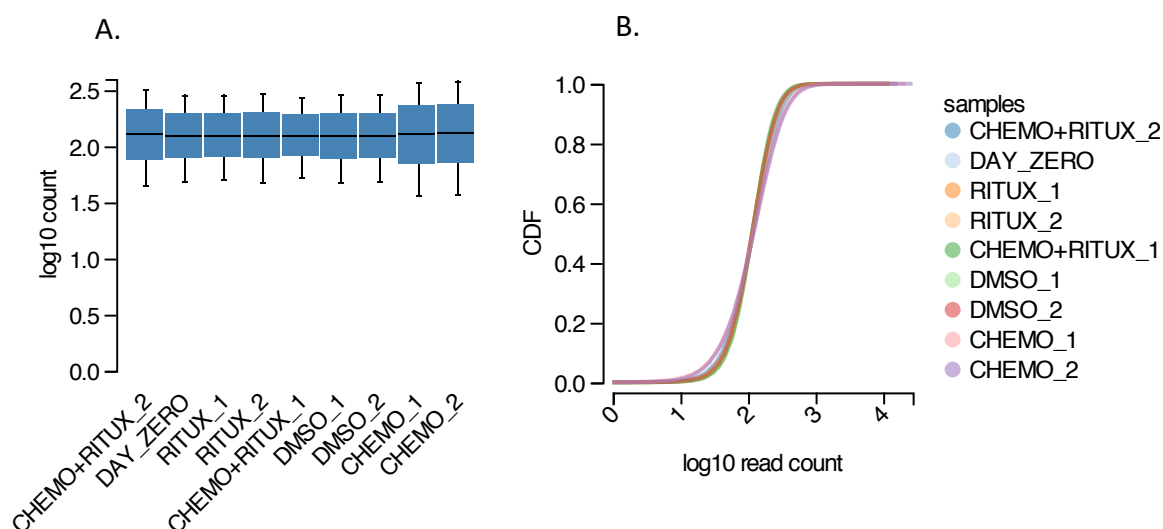 A.
log10 count
2.5
2.0
1.5
1.0
0.5
0.0
CHEMO+RITUX_2
DAY_ZERO
RITUX_1
RITUX_2
CHEMO+RITUX_1
DMSO_1
DMSO_2
CHEMO_1
CHEMO_2
B.
CDF
1.0
0.8
0.6
0.4
0.2
0.0
0
1
2
3
4
log10 read count
samples
CHEMO+RITUX_2
DAY_ZERO
RITUX_1
RITUX_2
CHEMO+RITUX_1
DMSO_1
DMSO_2
CHEMO_1
CHEMO_2